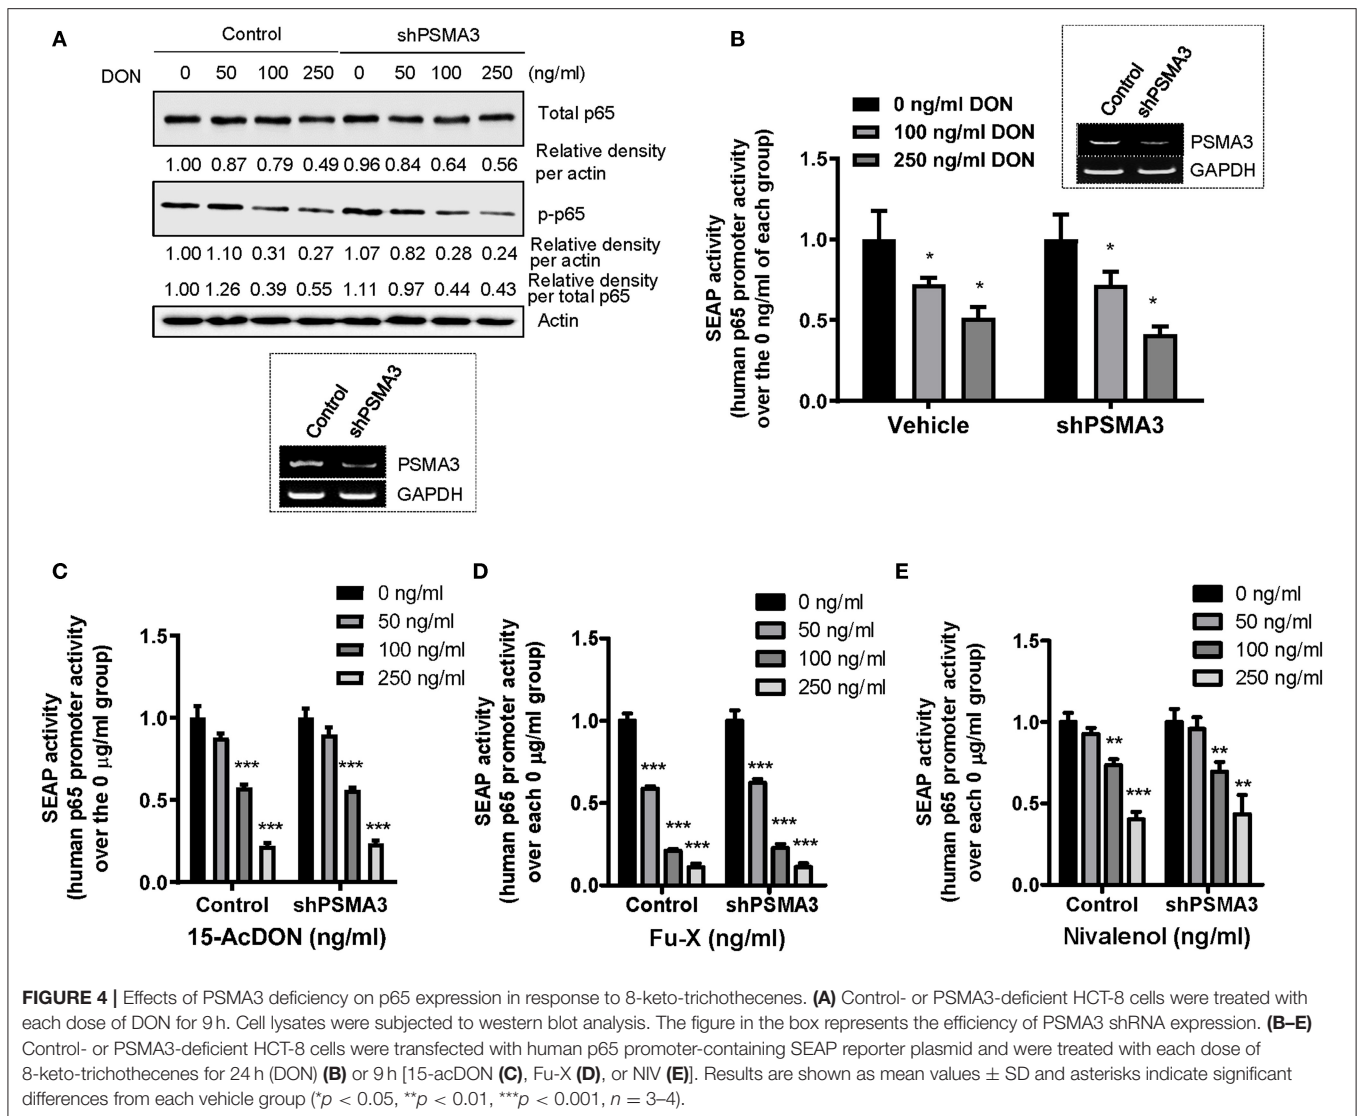 A
Control shPSMA3
DON 0 50 100 250 0 50 100 250 (ng/ml)
Total p65
1.00 0.87 0.79 0.49 0.96 0.84 0.64 0.56 Relative density
per actin
p-p65
1.00 1.10 0.31 0.27 1.07 0.82 0.28 0.24 Relative density
per actin
1.00 1.26 0.39 0.55 1.11 0.97 0.44 0.43 Relative density
per total p65
Actin
Control shPSMA3
PSMA3
GAPDH
B
Control shPSMA3
PSMA3
GAPDH
0 ng/ml DON
100 ng/ml DON
250 ng/ml DON
SEAP activity
(human p65 promoter activity
over the 0 ng/ml of each group)
1.5
1.0
0.5
0.0
* * * *
Vehicle shPSMA3
C
0 ng/ml
50 ng/ml
100 ng/ml
250 ng/ml
SEAP activity
(human p65 promoter activity
over the 0 µg/ml group)
1.5
1.0
0.5
0.0
*** *** *** ***
Control shPSMA3
15-AcDON (ng/ml)
D
0 ng/ml
50 ng/ml
100 ng/ml
250 ng/ml
SEAP activity
(human p65 promoter activity
over each 0 µg/ml group)
1.5
1.0
0.5
0.0
*** *** *** *** *** ***
Control shPSMA3
Fu-X (ng/ml)
E
0 ng/ml
50 ng/ml
100 ng/ml
250 ng/ml
SEAP activity
(human p65 promoter activity
over each 0 µg/ml group)
1.5
1.0
0.5
0.0
** *** ** **
Control shPSMA3
Nivalenol (ng/ml)
FIGURE 4 | Effects of PSMA3 deficiency on p65 expression in response to 8-keto-trichothecenes. (A) Control- or PSMA3-deficient HCT-8 cells were treated with
each dose of DON for 9 h. Cell lysates were subjected to western blot analysis. The figure in the box represents the efficiency of PSMA3 shRNA expression. (B–E)
Control- or PSMA3-deficient HCT-8 cells were transfected with human p65 promoter-containing SEAP reporter plasmid and were treated with each dose of
8-keto-trichothecenes for 24 h (DON) (B) or 9 h [15-acDON (C), Fu-X (D), or NIV (E)]. Results are shown as mean values ± SD and asterisks indicate significant
differences from each vehicle group (*p < 0.05, **p < 0.01, ***p < 0.001, n = 3–4).